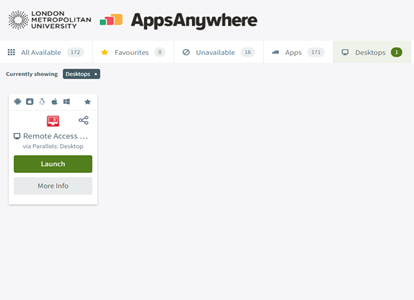 LONDON
METROPOLITAN
UNIVERSITY
AppsAnywhere
All Available 172
Favourites 0
Unavailable 16
Apps 171
Desktops 1
Currently showing Desktops ×
Remote Access ...
via Parallels: Desktop
Launch
More Info